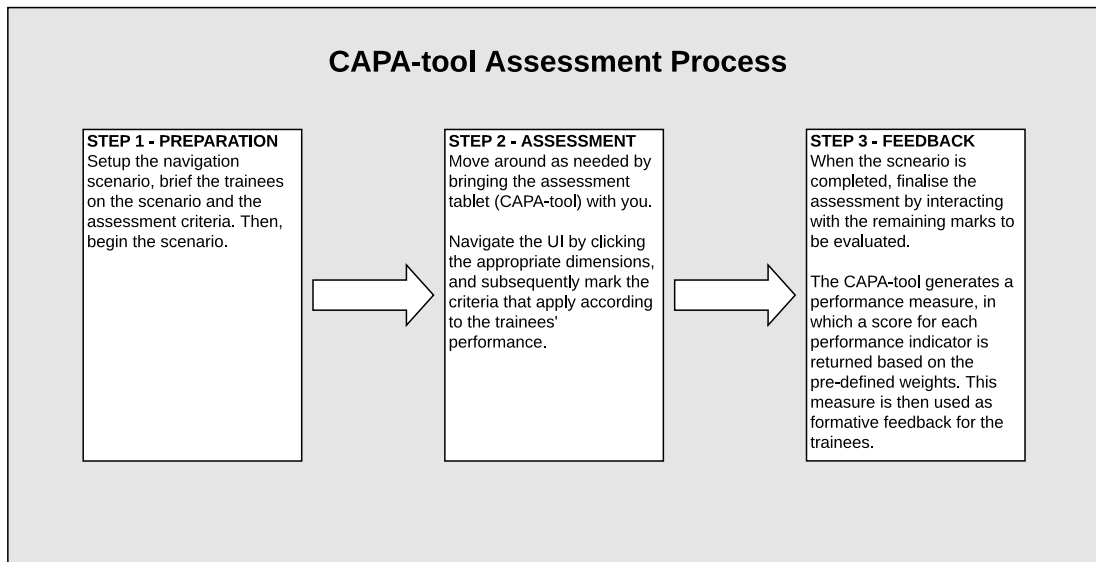 CAPA-tool Assessment Process
STEP 1 - PREPARATION
Setup the navigation
scenario, brief the trainees
on the scenario and the
assessment criteria. Then,
begin the scenario.
STEP 2 - ASSESSMENT
Move around as needed by
bringing the assessment
tablet (CAPA-tool) with you.
Navigate the UI by clicking
the appropriate dimensions,
and subsequently mark the
criteria that apply according
to the trainees'
performance.
STEP 3 - FEEDBACK
When the scneario is
completed, finalise the
assessment by interacting
with the remaining marks to
be evaluated.
The CAPA-tool generates a
performance measure, in
which a score for each
performance indicator is
returned based on the
pre-defined weights. This
measure is then used as
formative feedback for the
trainees.